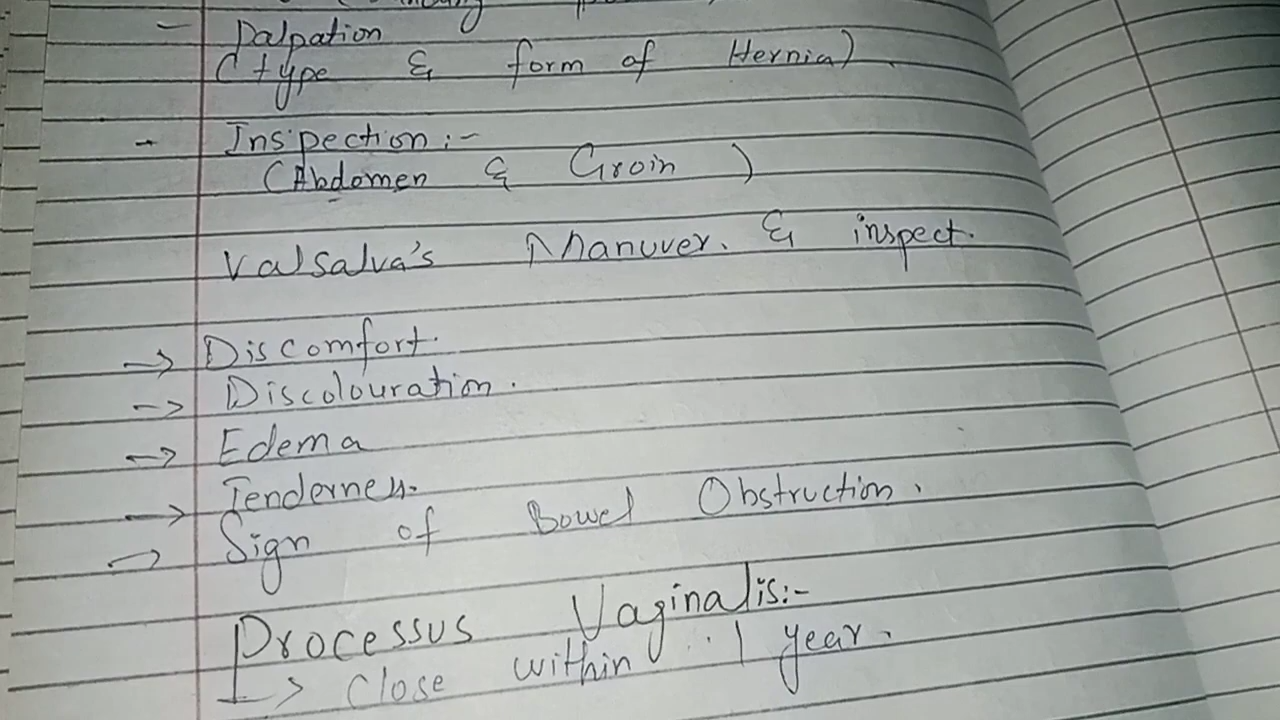 - Palpation
(type & form of Hernia)
- Inspection :-
(Abdomen & Groin )
Valsalva's Manuver. & inspect.
-> Discomfort.
-> Discolouration.
-> Edema
-> Tenderness.
-> Sign of Bowel Obstruction.
Processus Vaginalis:-
-> Close within 1 year.